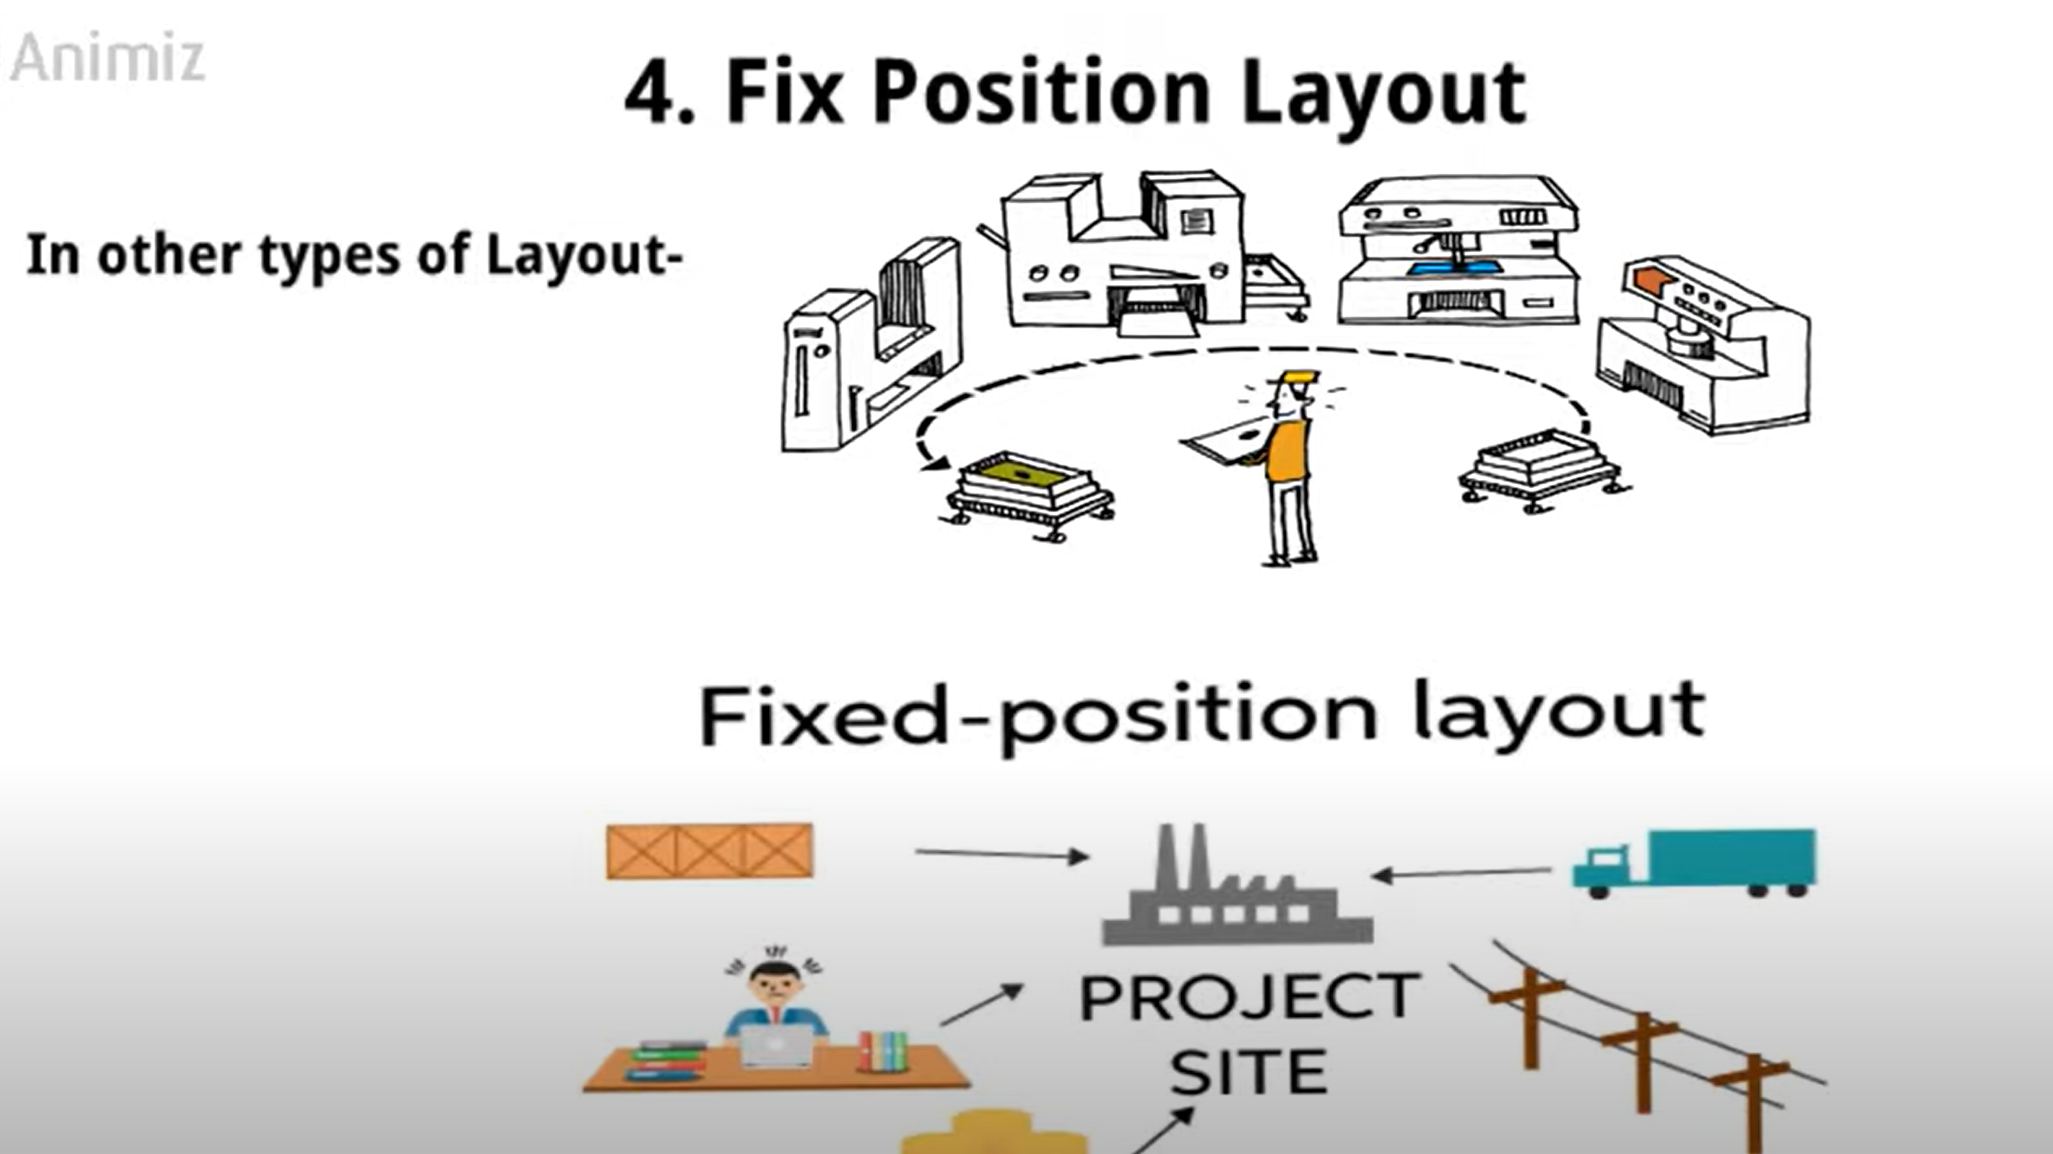 Animiz
4. Fix Position Layout
In other types of Layout-
Fixed-position layout
PROJECT
SITE